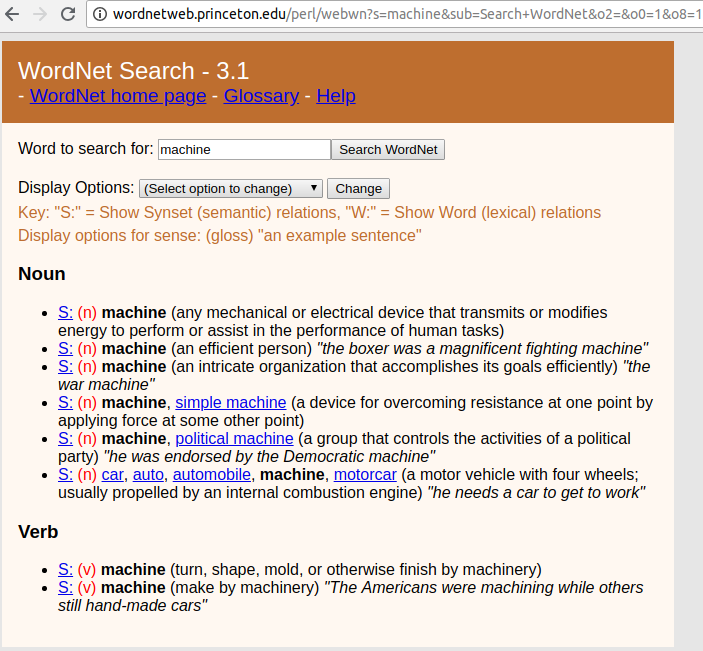 wordnetweb.princeton.edu/perl/webwn?s=machine&sub=Search+WordNet&o2=&o0=1&o8=1
WordNet Search - 3.1
- WordNet home page - Glossary - Help
Word to search for: machine Search WordNet
Display Options: (Select option to change) Change
Key: "S:" = Show Synset (semantic) relations, "W:" = Show Word (lexical) relations
Display options for sense: (gloss) "an example sentence"
Noun
• S: (n) machine (any mechanical or electrical device that transmits or modifies
energy to perform or assist in the performance of human tasks)
• S: (n) machine (an efficient person) "the boxer was a magnificent fighting machine"
• S: (n) machine (an intricate organization that accomplishes its goals efficiently) "the
war machine"
• S: (n) machine, simple machine (a device for overcoming resistance at one point by
applying force at some other point)
• S: (n) machine, political machine (a group that controls the activities of a political
party) "he was endorsed by the Democratic machine"
• S: (n) car, auto, automobile, machine, motorcar (a motor vehicle with four wheels;
usually propelled by an internal combustion engine) "he needs a car to get to work"
Verb
• S: (v) machine (turn, shape, mold, or otherwise finish by machinery)
• S: (v) machine (make by machinery) "The Americans were machining while others
still hand-made cars"